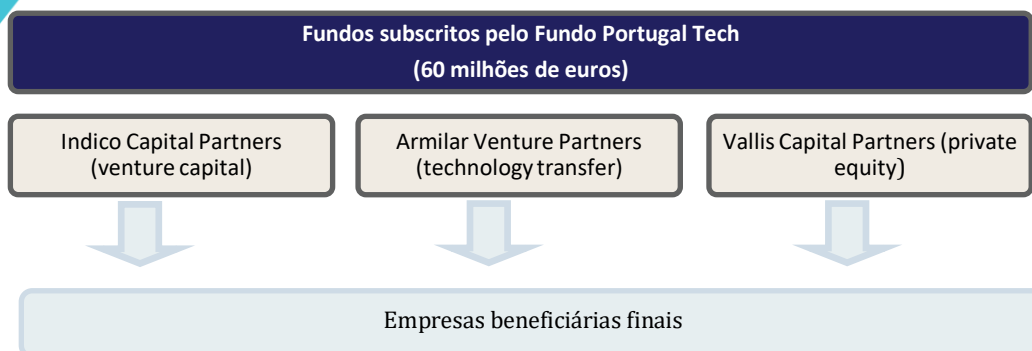 Fundos subscritos pelo Fundo Portugal Tech
(60 milhões de euros)
Indico Capital Partners
(venture capital)
Armilar Venture Partners
(technology transfer)
Vallis Capital Partners (private
equity)
Empresas beneficiárias finais